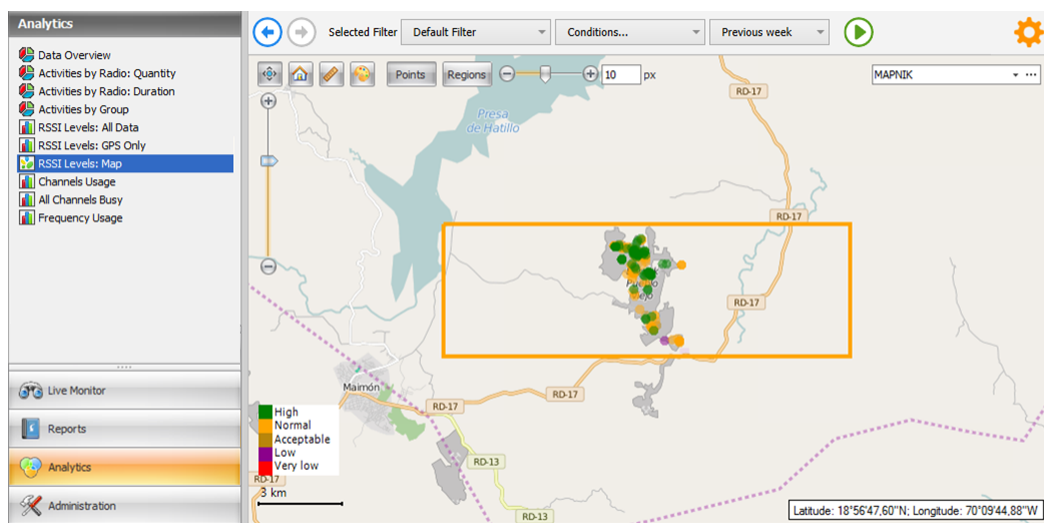 Analytics
Data Overview
Activities by Radio: Quantity
Activities by Radio: Duration
Activities by Group
RSSI Levels: All Data
RSSI Levels: GPS Only
RSSI Levels: Map
Channels Usage
All Channels Busy
Frequency Usage
Live Monitor
Reports
Analytics
Administration
Selected Filter
Default Filter
Conditions...
Previous week
Points
Regions
10
px
MAPNIK
RD-17
Presa
de Hatillo
RD-17
RD-17
Maimón
RD-17
RD-17
High
Normal
Acceptable
Low
Very low
RD-17
3 km
RD-13
RD-13
Latitude: 18°56'47,60"N; Longitude: 70°09'44,88"W